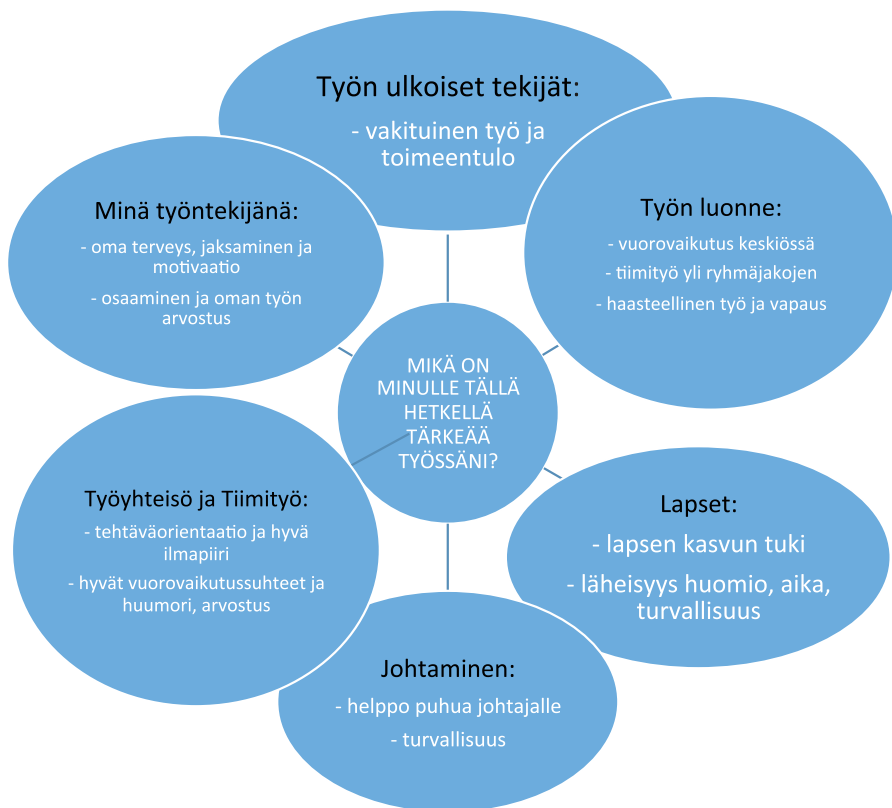 Työn ulkoiset tekijät:
- vakituinen työ ja
toimeentulo
Työn luonne:
- vuorovaikutus keskiössä
- tiimityö yli ryhmäjakojen
- haasteellinen työ ja vapaus
Lapset:
- lapsen kasvun tuki
- läheisyys huomio, aika,
turvallisuus
Johtaminen:
- helppo puhua johtajalle
- turvallisuus
Työyhteisö ja Tiimityö:
- tehtäväorientaatio ja hyvä
ilmapiiri
- hyvät vuorovaikutussuhteet ja
huumori, arvostus
Minä työntekijänä:
- oma terveys, jaksaminen ja
motivaatio
- osaaminen ja oman työn
arvostus
MIKÄ ON
MINULLE TÄLLÄ
HETKELLÄ
TÄRKEÄÄ
TYÖSSÄNI?